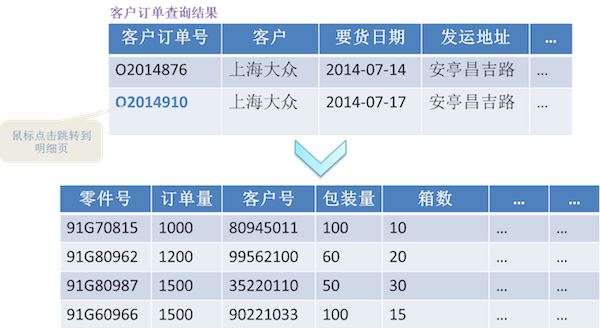 客户订单查询结果
客户订单号 客户 要货日期 发运地址 ...
O2014876 上海大众 2014-07-14 安亭昌吉路 ...
O2014910 上海大众 2014-07-17 安亭昌吉路 ...
鼠标点击跳转到
明细页
零件号 订单量 客户号 包装量 箱数 ... ...
91G70815 1000 80945011 100 10 ... ...
91G80962 1200 99562100 60 20 ... ...
91G80987 1500 35220110 50 30 ... ...
91G60966 1500 90221033 100 15 ... ...